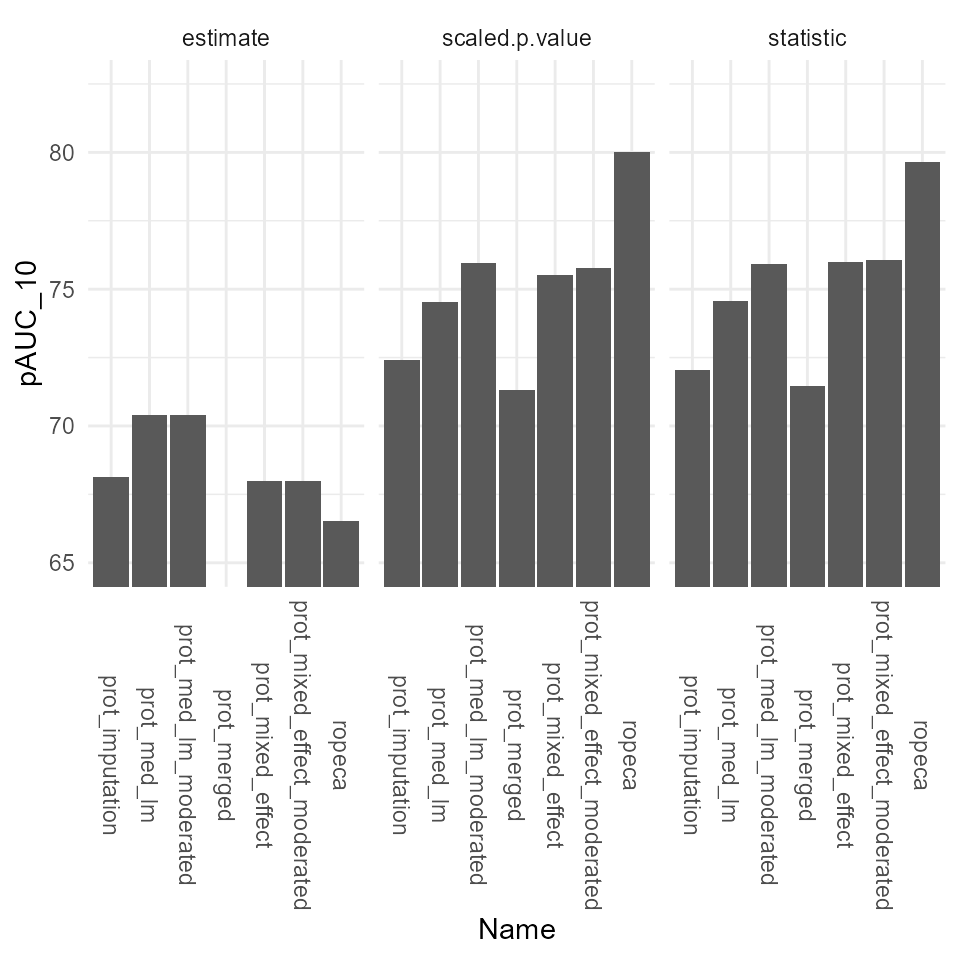 estimate
scaled.p.value
statistic
pAUC_10
80
75
70
65
prot_imputation
prot_med_lm
prot_med_lm_moderated
prot_merged
prot_mixed_effect
prot_mixed_effect_moderated
ropeca
prot_imputation
prot_med_lm
prot_med_lm_moderated
prot_merged
prot_mixed_effect
prot_mixed_effect_moderated
ropeca
prot_imputation
prot_med_lm
prot_med_lm_moderated
prot_merged
prot_mixed_effect
prot_mixed_effect_moderated
ropeca
Name